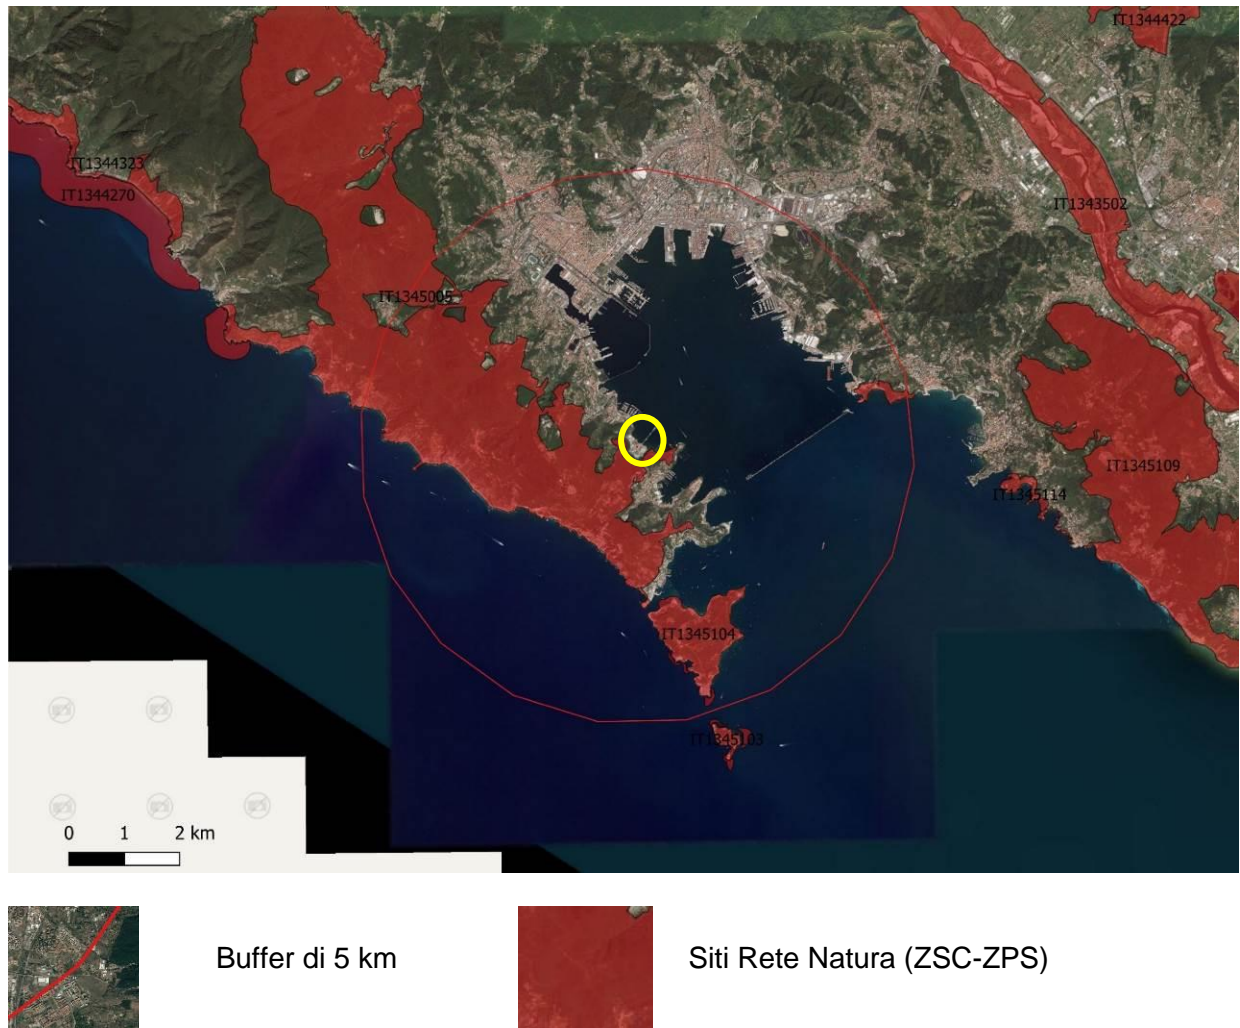 IT1344422
IT1344323
IT1344270
IT1343502
IT1345005
IT1345109
IT1345114
IT1345104
IT1345103
0 1 2 km
Buffer di 5 km
Siti Rete Natura (ZSC-ZPS)